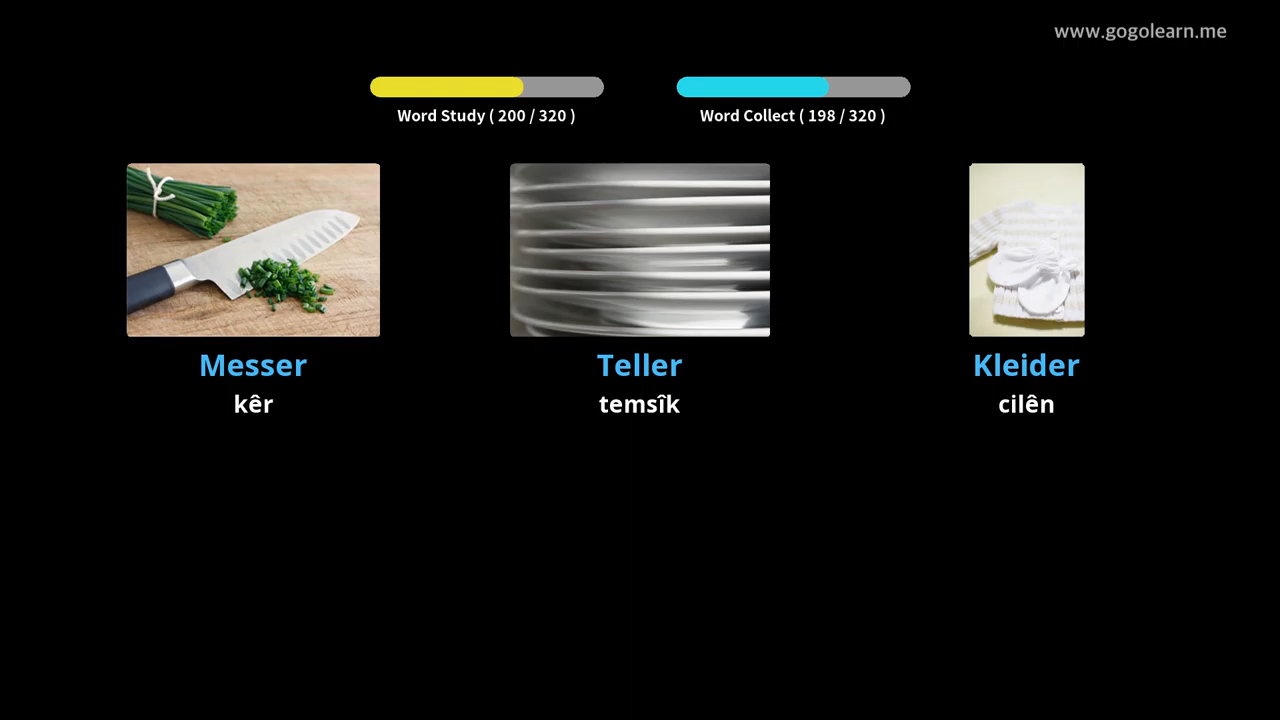 www.gogolearn.me
Word Study ( 200 / 320 )
Word Collect ( 198 / 320 )
Messer
Teller
Kleider
kêr
temsîk
cilên